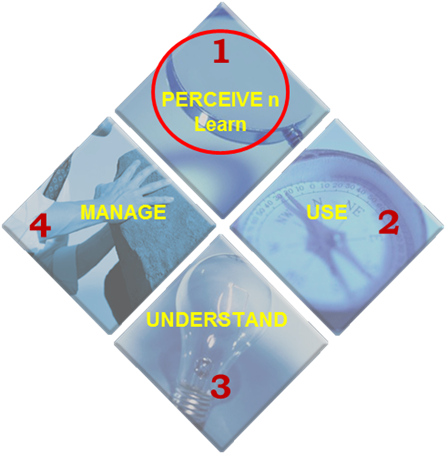 1
PERCEIVE n
Learn
4
MANAGE
USE
2
UNDERSTAND
3